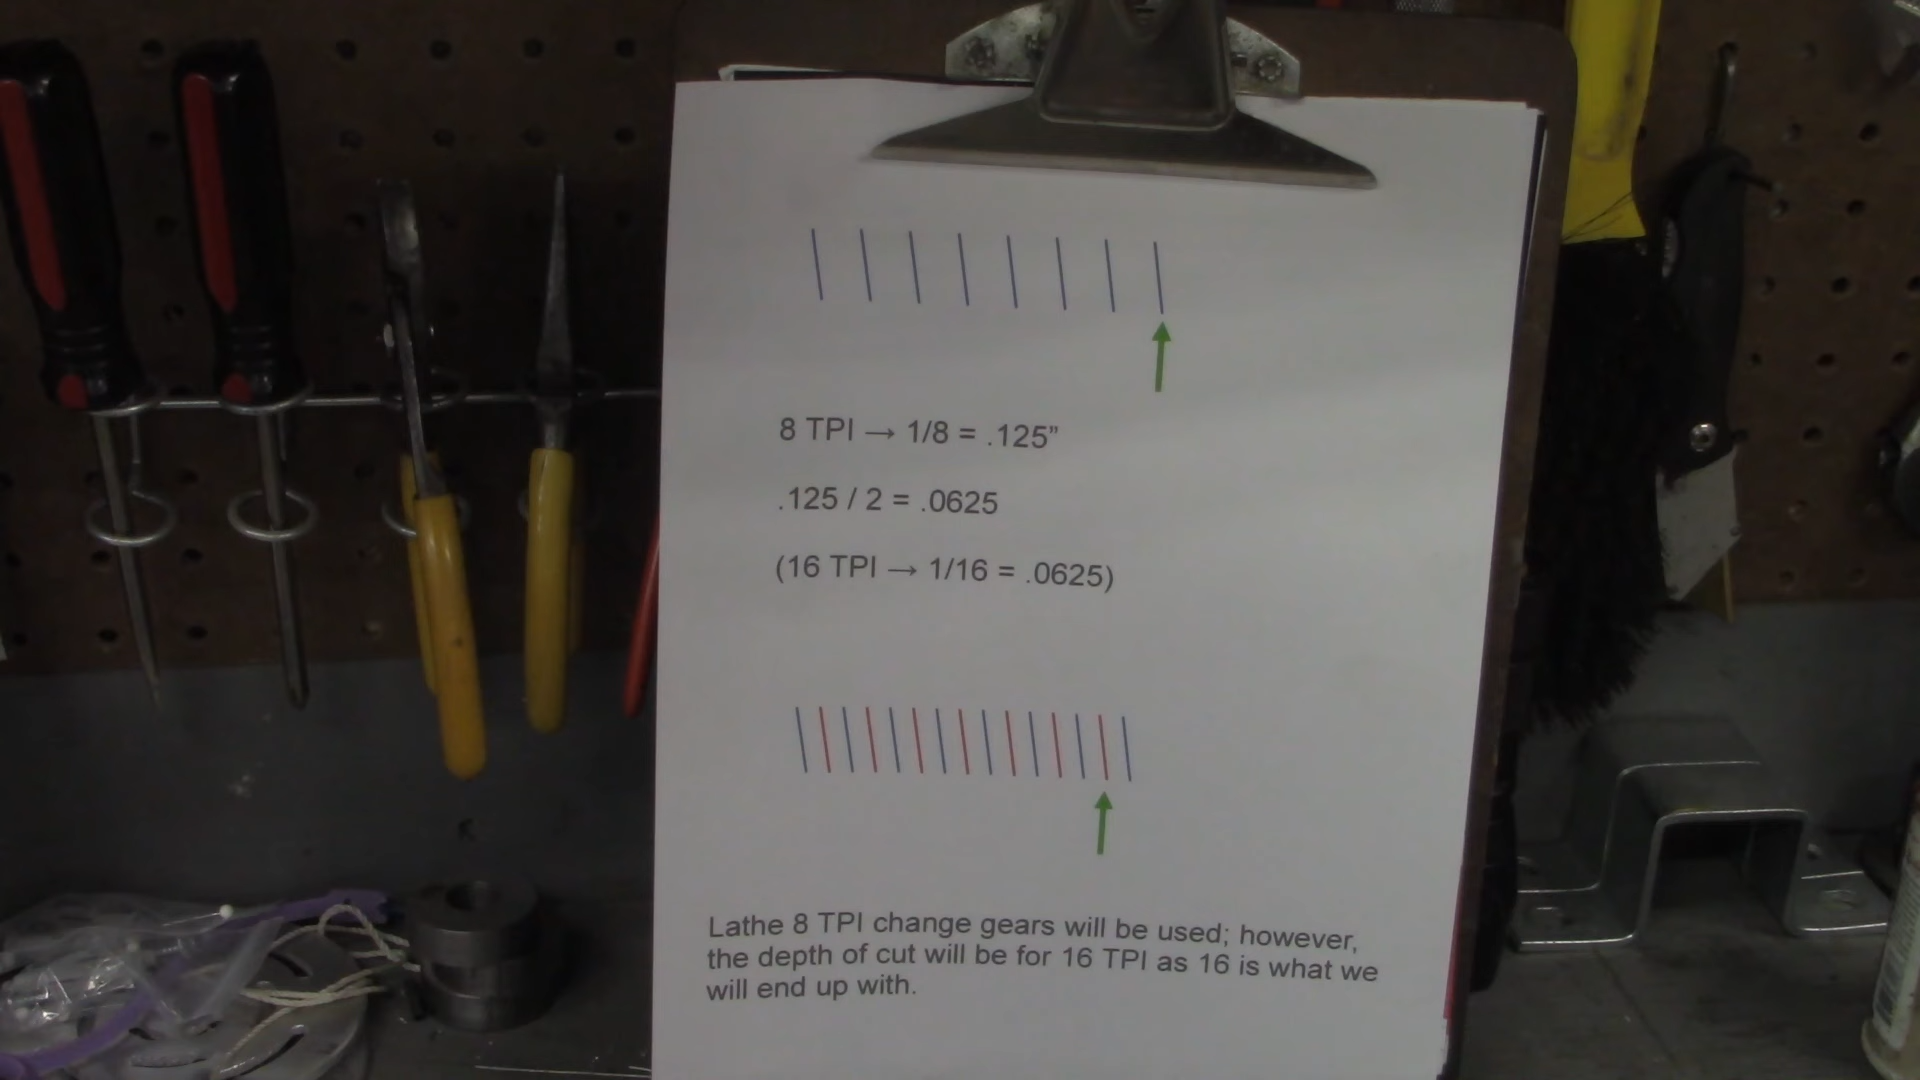 8 TPI → 1/8 = .125”
.125 / 2 = .0625
(16 TPI → 1/16 = .0625)
Lathe 8 TPI change gears will be used; however,
the depth of cut will be for 16 TPI as 16 is what we
will end up with.